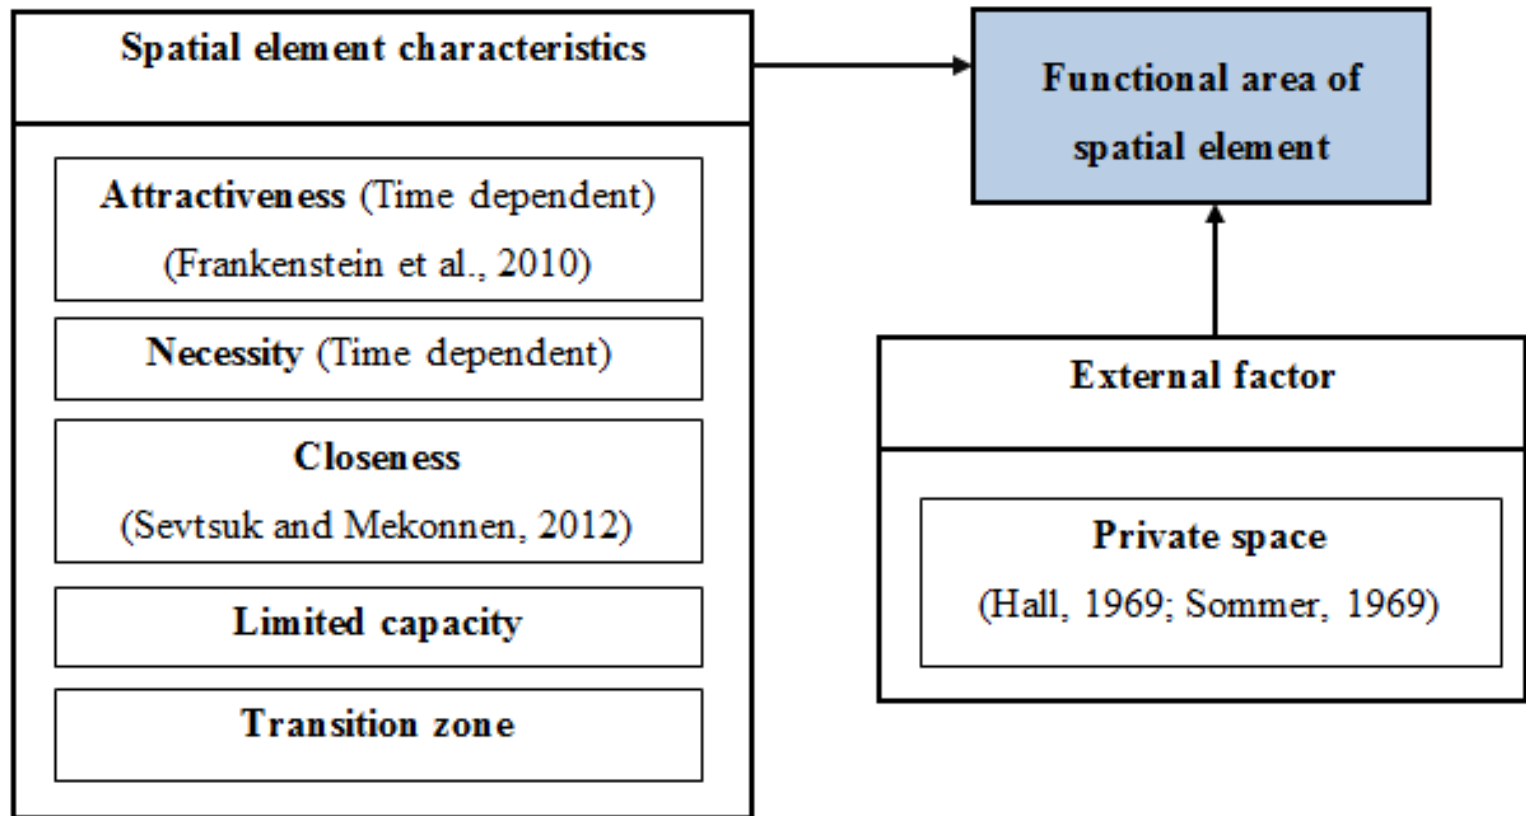 Spatial element characteristics
Attractiveness (Time dependent)
(Frankenstein et al., 2010)
Necessity (Time dependent)
Closeness
(Sevtsuk and Mekonnen, 2012)
Limited capacity
Transition zone
Functional area of
spatial element
External factor
Private space
(Hall, 1969; Sommer, 1969)